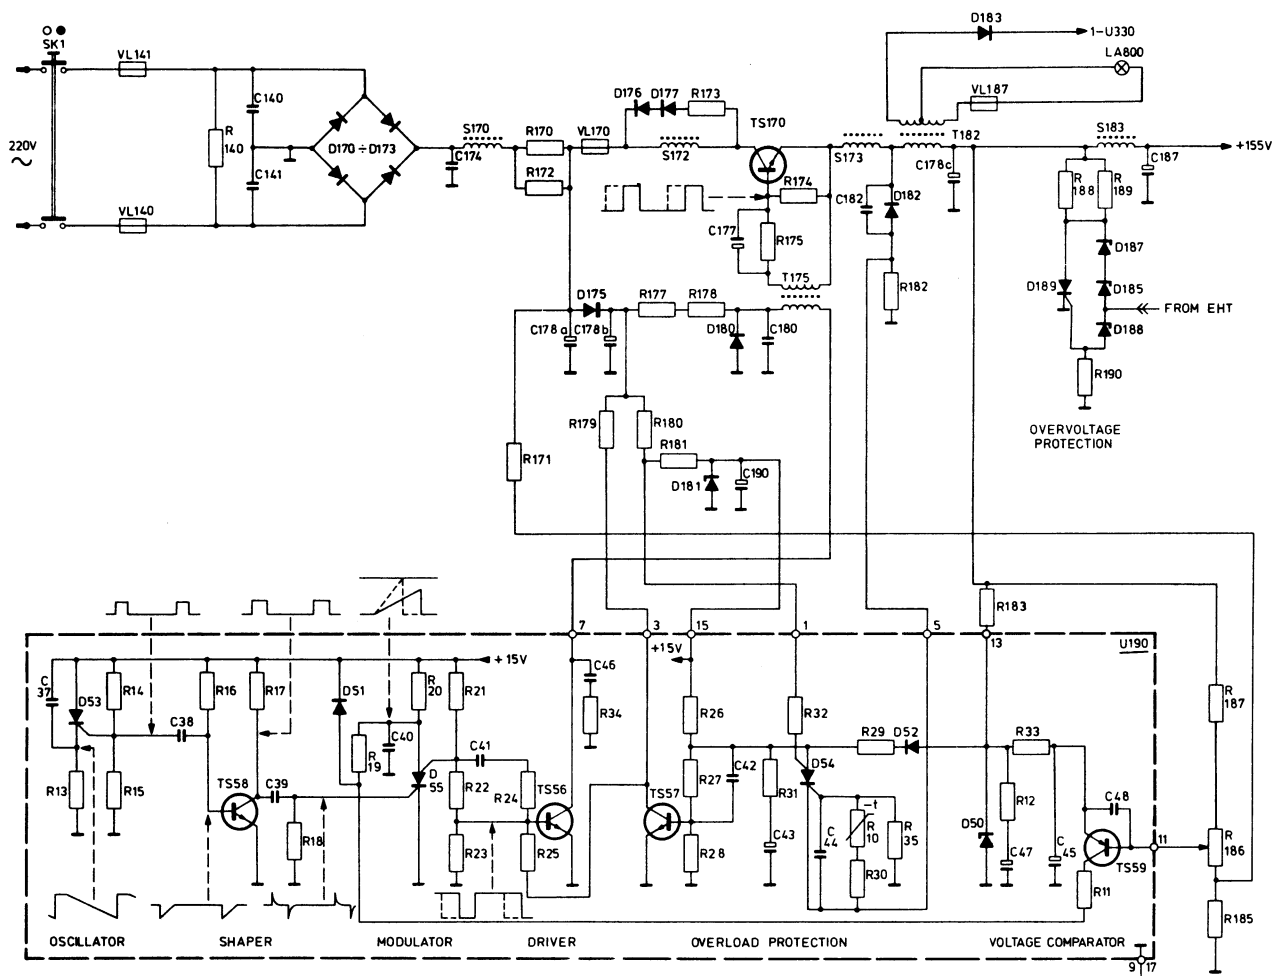 D183
1-U330
SK1
VL141
LA800
VL187
D176 D177 R173
TS170
C140
S183
220V
R
140
D170÷D173
S170
R170
VL170
S172
S173
T182
+155V
C174
C178c
C187
C141
R172
R174
R
188
R
189
C182
D182
VL140
C177
R175
D187
T175
R182
D189
D185
D175
R177
R178
FROM EHT
C178a
C178b
D180
C180
D188
R190
R179
R180
OVERVOLTAGE
PROTECTION
R181
R171
D181
C190
R183
7
3
15
1
5
13
U190
+15V
+15V
C
37
D53
R14
R16
R17
D51
R
20
R21
C46
R34
R26
R32
R
187
C38
R
19
C40
C41
R29
D52
R33
R13
R15
TS58
C39
D
55
R22
R24
TS56
TS57
R27
C42
R31
D54
R12
C48
R18
R23
R25
R28
C43
C
44
-t
R
10
R
35
D50
C47
C
45
TS59
11
R
186
R30
R11
R185
OSCILLATOR
SHAPER
MODULATOR
DRIVER
OVERLOAD PROTECTION
VOLTAGE COMPARATOR
9
17